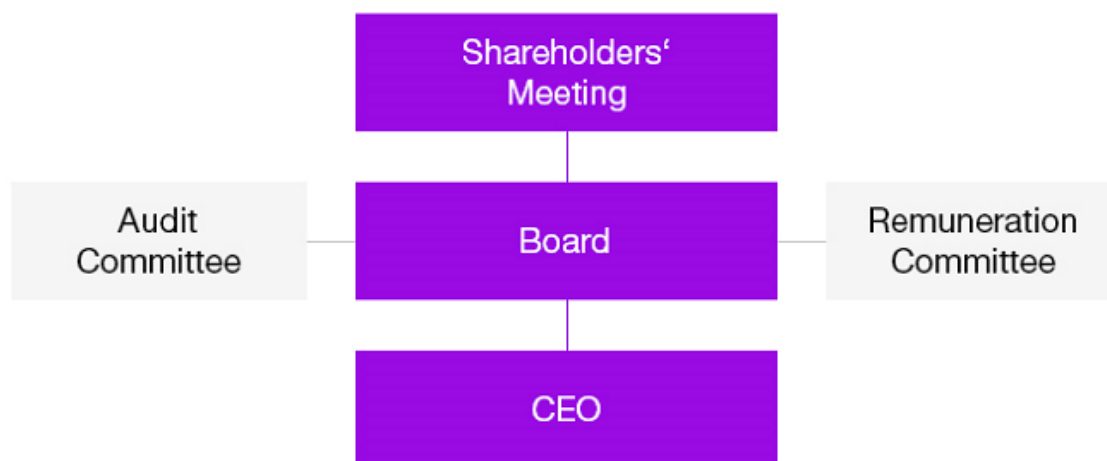 Shareholders‘
Meeting
Audit
Committee
Board
Remuneration
Committee
CEO